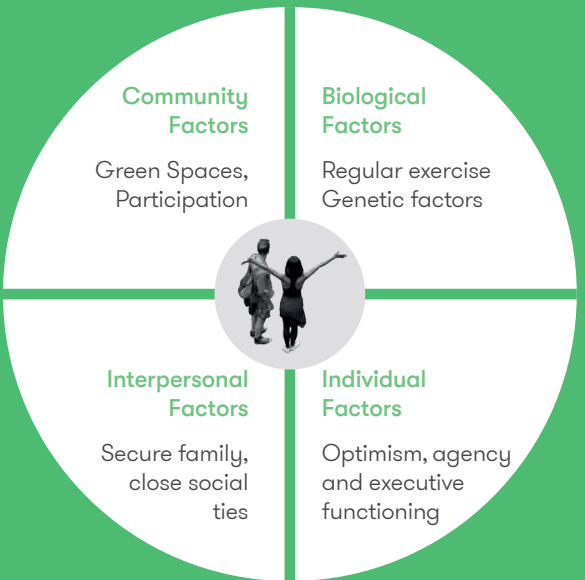 Community
Factors
Green Spaces,
Participation
Biological
Factors
Regular exercise
Genetic factors
Interpersonal
Factors
Secure family,
close social
ties
Individual
Factors
Optimism, agency
and executive
functioning